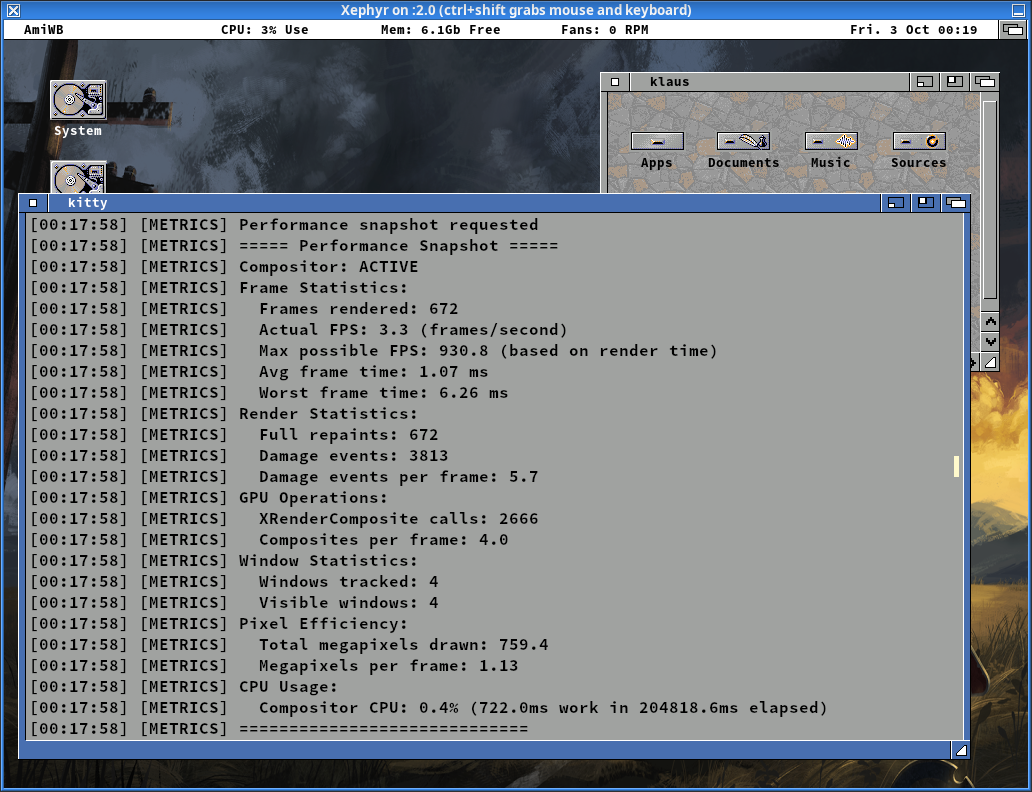 Xephyr on :2.0 (ctrl+shift grabs mouse and keyboard)
AmiWB CPU: 3% Use Mem: 6.1Gb Free Fans: 0 RPM Fri. 3 Oct 00:19
System
klaus
Apps Documents Music Sources
kitty
[00:17:58] [METRICS] Performance snapshot requested
[00:17:58] [METRICS] ===== Performance Snapshot =====
[00:17:58] [METRICS] Compositor: ACTIVE
[00:17:58] [METRICS] Frame Statistics:
[00:17:58] [METRICS]   Frames rendered: 672
[00:17:58] [METRICS]   Actual FPS: 3.3 (frames/second)
[00:17:58] [METRICS]   Max possible FPS: 930.8 (based on render time)
[00:17:58] [METRICS]   Avg frame time: 1.07 ms
[00:17:58] [METRICS]   Worst frame time: 6.26 ms
[00:17:58] [METRICS] Render Statistics:
[00:17:58] [METRICS]   Full repaints: 672
[00:17:58] [METRICS]   Damage events: 3813
[00:17:58] [METRICS]   Damage events per frame: 5.7
[00:17:58] [METRICS] GPU Operations:
[00:17:58] [METRICS]   XRenderComposite calls: 2666
[00:17:58] [METRICS]   Composites per frame: 4.0
[00:17:58] [METRICS] Window Statistics:
[00:17:58] [METRICS]   Windows tracked: 4
[00:17:58] [METRICS]   Visible windows: 4
[00:17:58] [METRICS] Pixel Efficiency:
[00:17:58] [METRICS]   Total megapixels drawn: 759.4
[00:17:58] [METRICS]   Megapixels per frame: 1.13
[00:17:58] [METRICS] CPU Usage:
[00:17:58] [METRICS]   Compositor CPU: 0.4% (722.0ms work in 204818.6ms elapsed)
[00:17:58] [METRICS] =============================